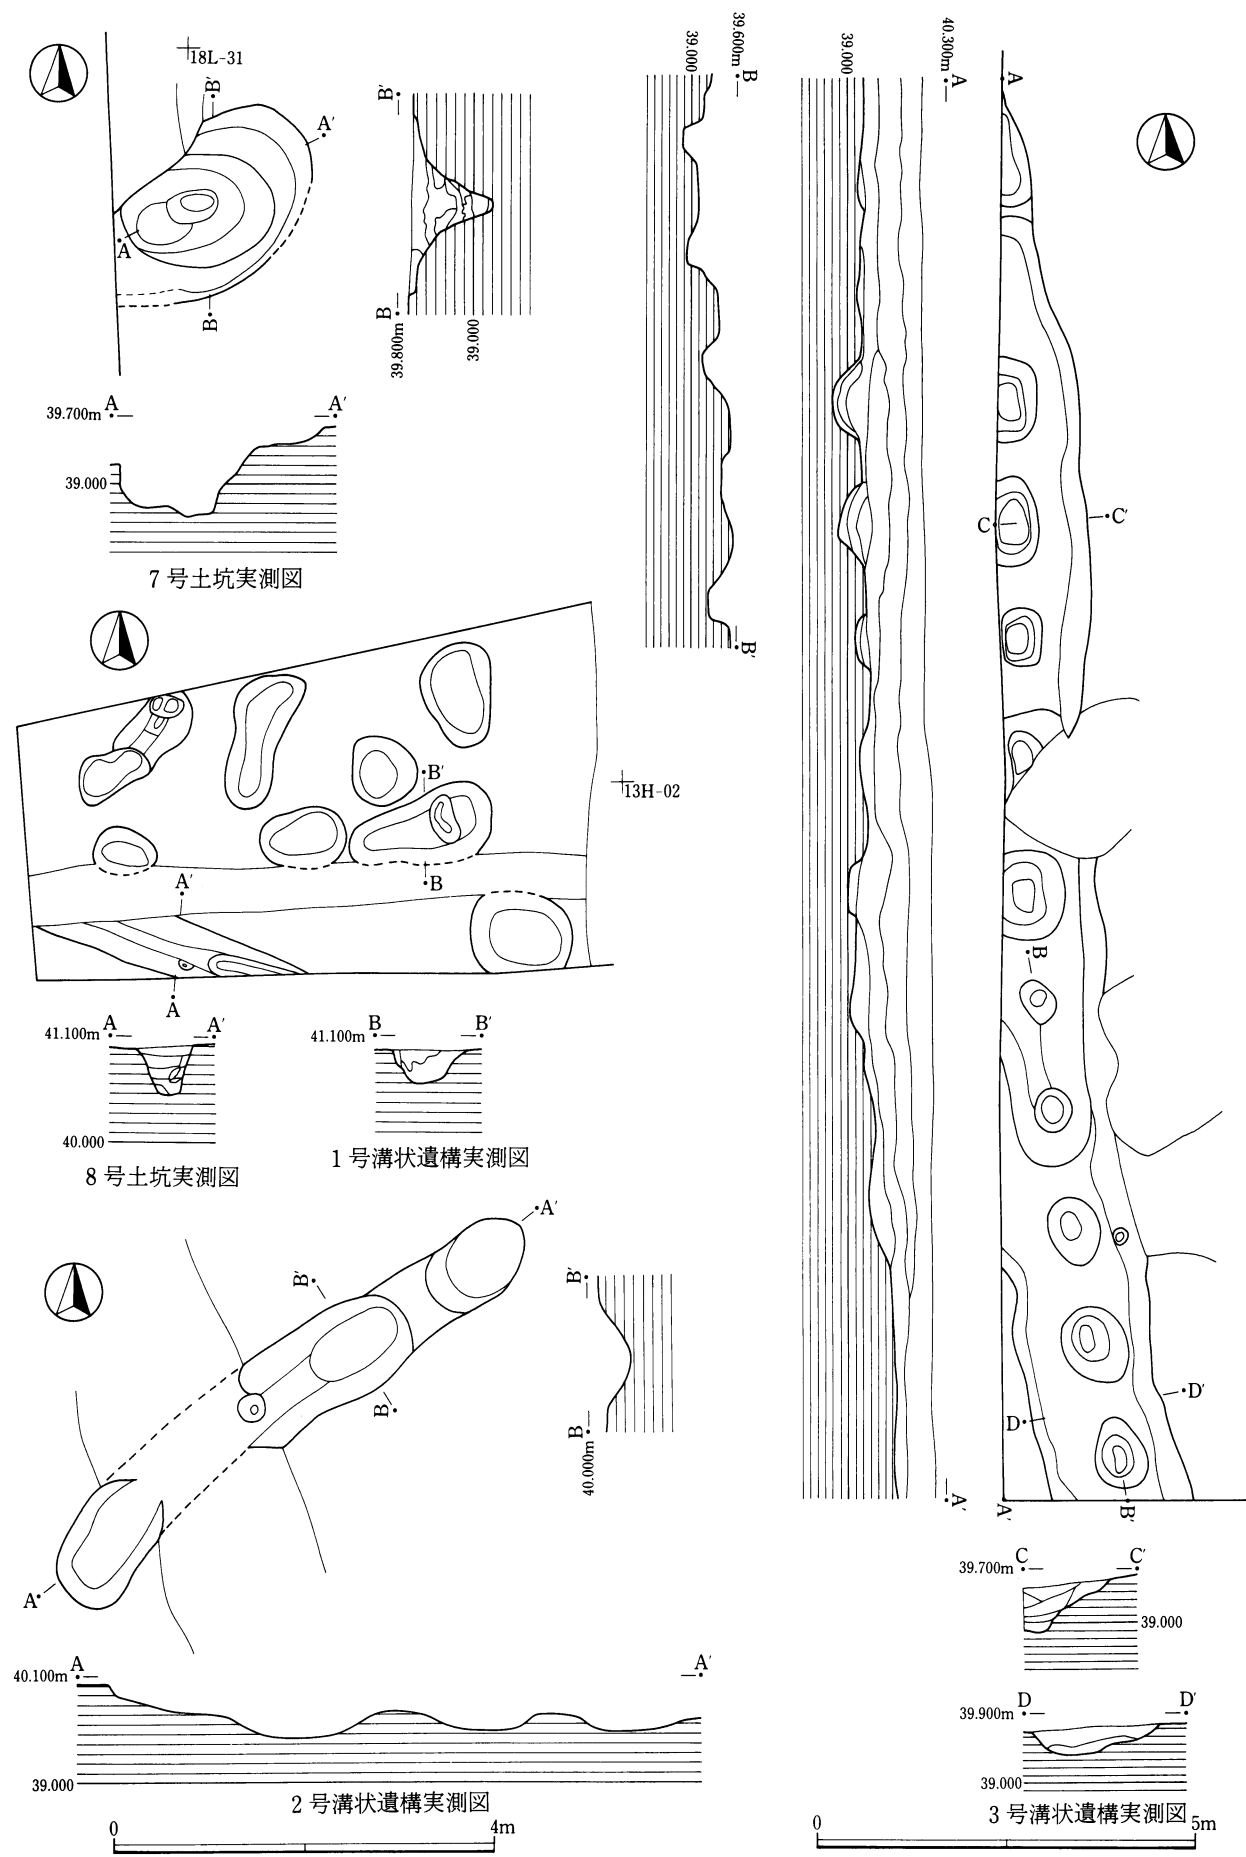 18L-31
B′
A′
A
B
B′
B
39.800m
39.000
39.700m
A
A′
39.000
7号土坑実測図
39.000
39.600m
B
B′
39.000
40.300m
A
A′
A
C
C′
B
D
D′
A′
B′
B′
13H-02
B
A′
A
41.100m
A
A′
40.000
8号土坑実測図
41.100m
B
B′
1号溝状遺構実測図
A′
B′
B
A
B′
B
40.000m
40.100m
A
A′
39.000
2号溝状遺構実測図
0
4m
39.700m
C
C′
39.000
39.900m
D
D′
39.000
3号溝状遺構実測図
0
5m